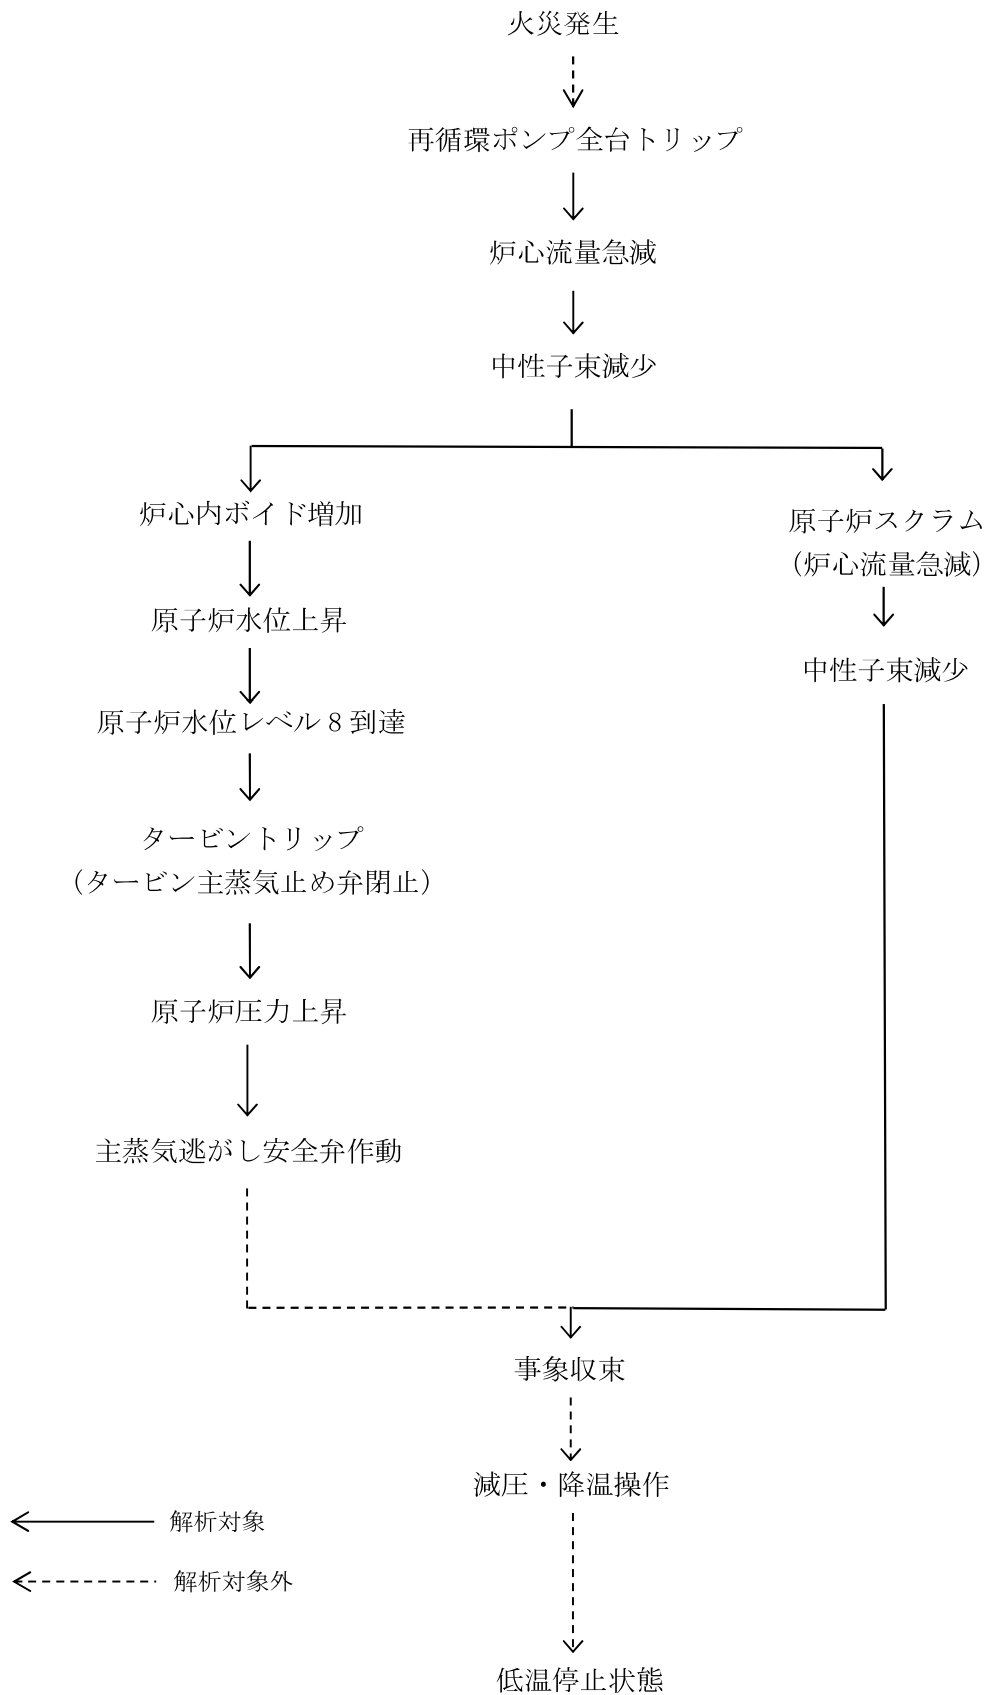 火災発生
再循環ポンプ全台トリップ
炉心流量急減
中性子束減少
炉心内ボイド増加
原子炉水位上昇
原子炉水位レベル８到達
タービントリップ
（タービン主蒸気止め弁閉止）
原子炉圧力上昇
主蒸気逃がし安全弁作動
原子炉スクラム
（炉心流量急減）
中性子束減少
事象収束
減圧・降温操作
低温停止状態
解析対象
解析対象外